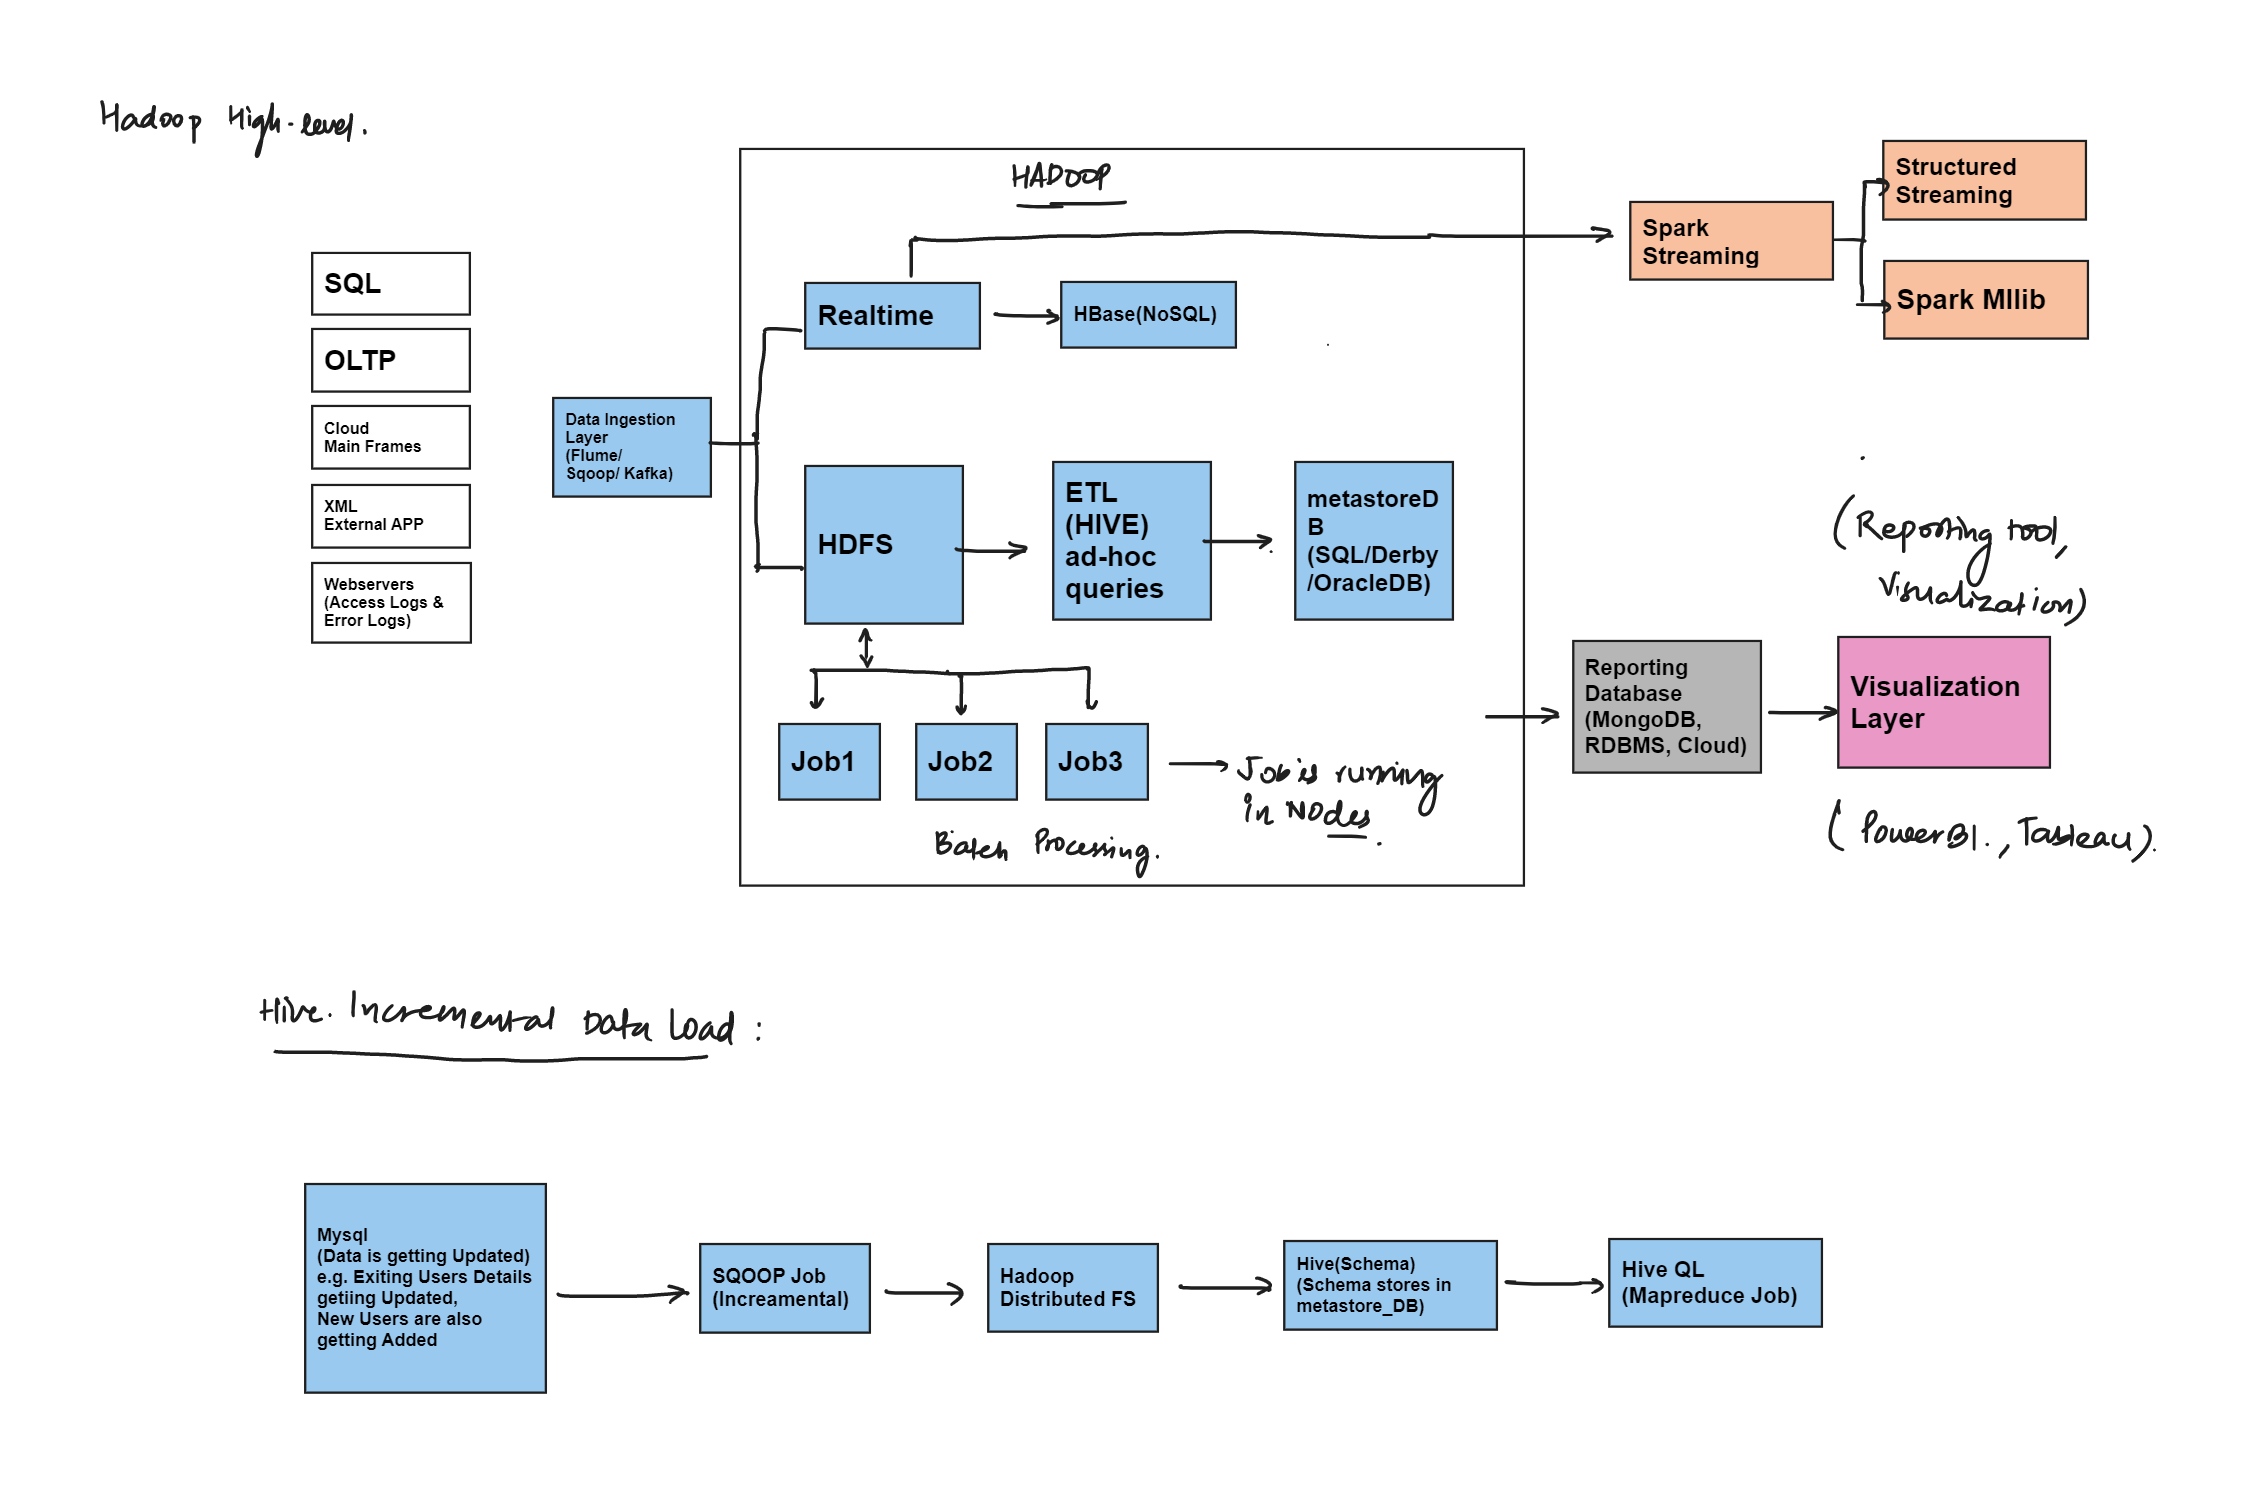 Hadoop High-level.
HADOOP
SQL
OLTP
Cloud
Main Frames
XML
External APP
Webservers
(Access Logs &
Error Logs)
Data Ingestion
Layer
(Flume/
Sqoop/ Kafka)
Realtime
HBase(NoSQL)
Spark
Streaming
Structured
Streaming
Spark Mllib
HDFS
ETL
(HIVE)
ad-hoc
queries
metastoreD
B
(SQL/Derby
/OracleDB)
Job1
Job2
Job3
Job is running
in Nodes.
Batch Processing.
Reporting
Database
(MongoDB,
RDBMS, Cloud)
(Reporting tool,
Visualization)
Visualization
Layer
(PowerBI., Tableau).
Hive. Incremental Data Load :
Mysql
(Data is getting Updated)
e.g. Exiting Users Details
getiing Updated,
New Users are also
getting Added
SQOOP Job
(Increamental)
Hadoop
Distributed FS
Hive(Schema)
(Schema stores in
metastore_DB)
Hive QL
(Mapreduce Job)